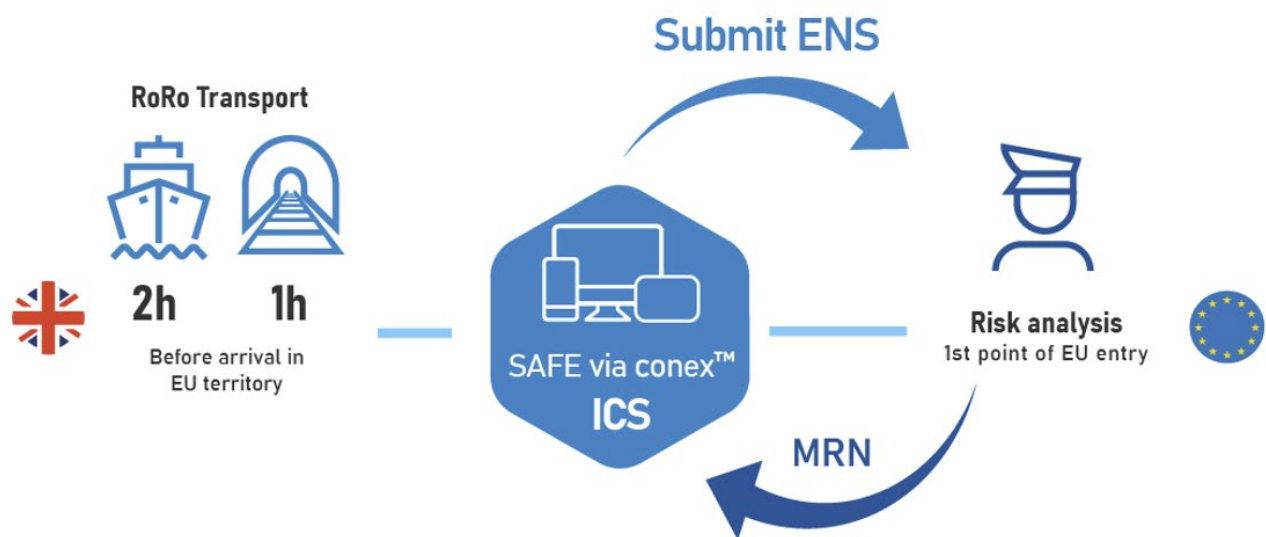 Submit ENS
RoRo Transport
2h
1h
Before arrival in
EU territory
SAFE via conex™
ICS
Risk analysis
1st point of EU entry
MRN